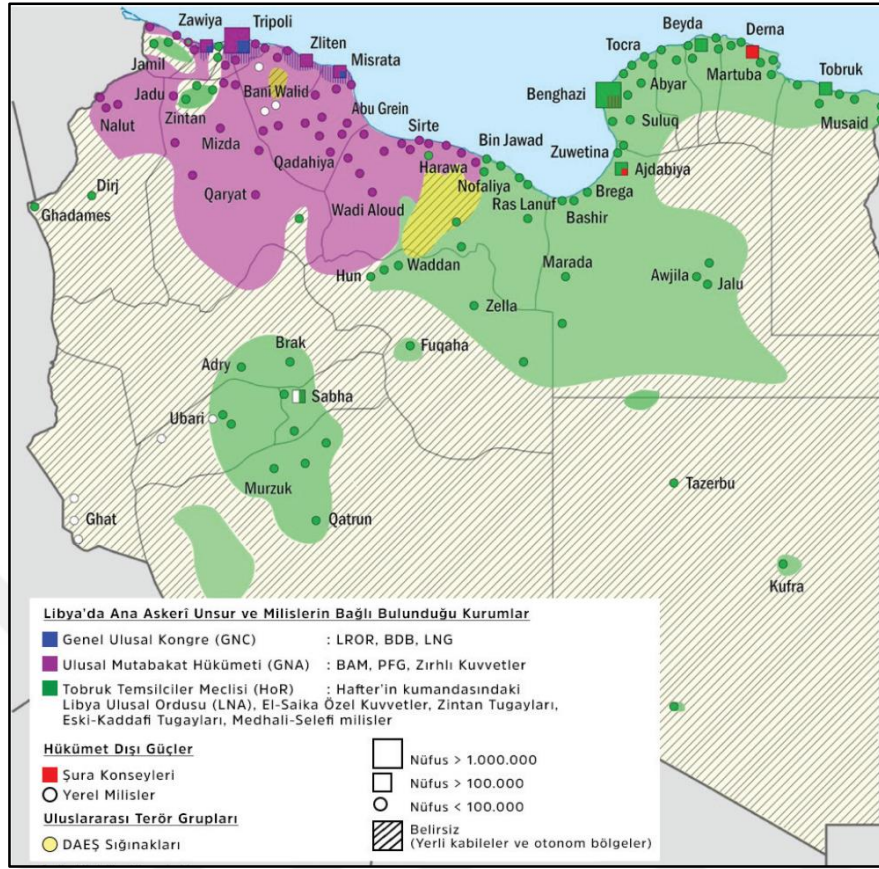 Zawiya
Tripoli
Zliten
Misrata
Jamil
Jadu
Bani Walid
Abu Grein
Zintan
Nalut
Mizda
Qadahiya
Sirte
Harawa
Bin Jawad
Nofaliya
Qaryat
Wadi Aloud
Ras Lanuf
Dirj
Ghadames
Beyda
Derna
Tocra
Martuba
Tobruk
Benghazi
Abyar
Suluq
Musaid
Zuwetina
Ajdabiya
Brega
Bashir
Hun
Waddan
Marada
Awjila
Jalu
Zella
Brak
Fuqaha
Adry
Sabha
Ubari
Murzuk
Tazerbu
Ghat
Qatrun
Kufra
Libya'da Ana Askerî Unsur ve Milislerin Bağlı Bulunduğu Kurumlar
Genel Ulusal Kongre (GNC) : LROR, BDB, LNG
Ulusal Mutabakat Hükümeti (GNA) : BAM, PFG, Zırhlı Kuvvetler
Tobruk Temsilciler Meclisi (HoR) : Hafter'in kumandasındaki
Libya Ulusal Ordusu (LNA), El-Saika Özel Kuvvetler, Zintan Tugayları,
Eski-Kaddafi Tugayları, Medhali-Selefi milisler
Hükümet Dışı Güçler
Şura Konseyleri
Yerel Milisler
Uluslararası Terör Grupları
DAEŞ Sığınakları
Nüfus > 1.000.000
Nüfus > 100.000
Nüfus < 100.000
Belirsiz
(Yerli kabileler ve otonom bölgeler)